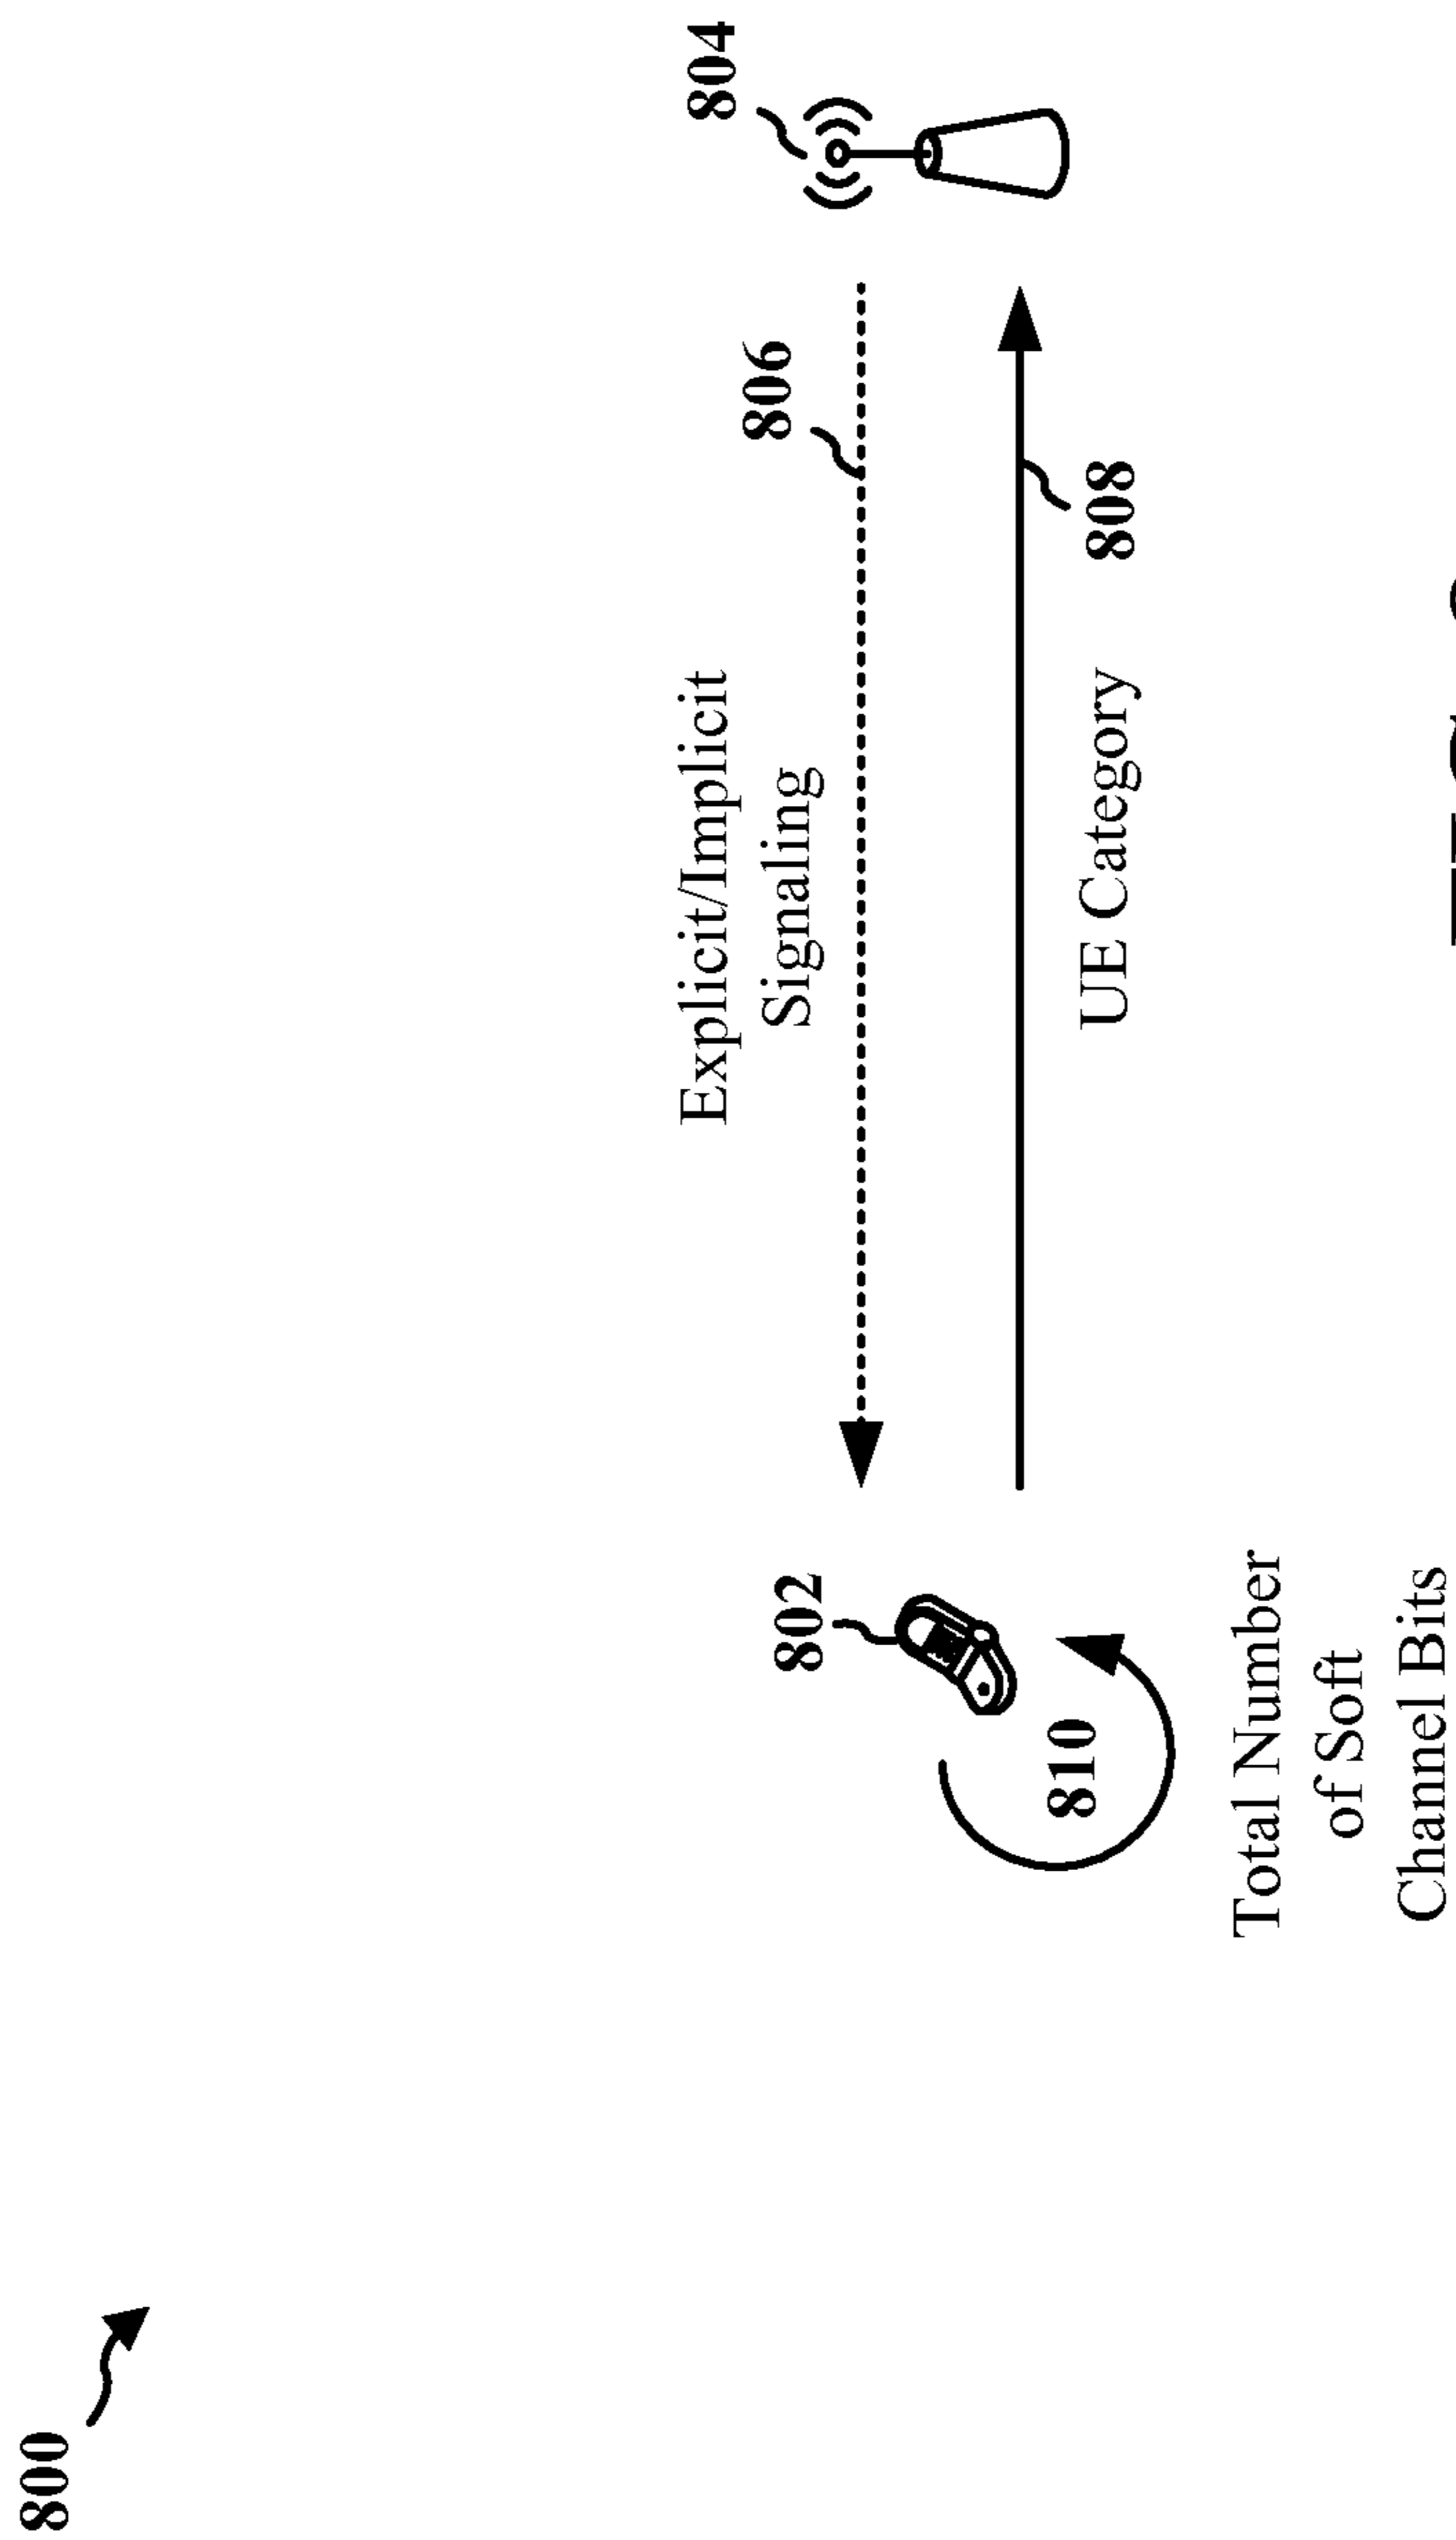 800
804
806
Explicit/Implicit
Signaling
802
808
UE Category
810
Total Number
of Soft
Channel Bits